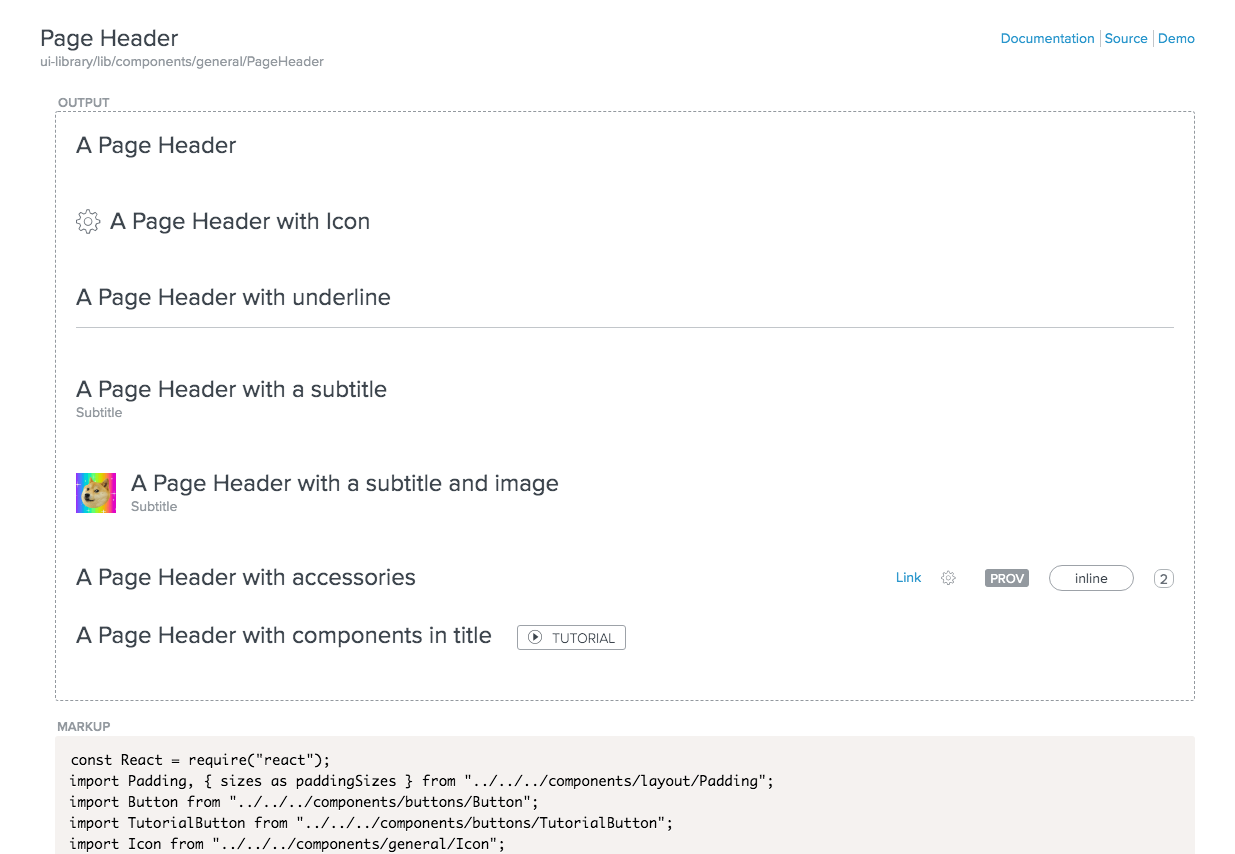 Page Header
Documentation Source Demo
ui-library/lib/components/general/PageHeader
OUTPUT
A Page Header
A Page Header with Icon
A Page Header with underline
A Page Header with a subtitle
Subtitle
A Page Header with a subtitle and image
Subtitle
A Page Header with accessories Link PROV inline 2
A Page Header with components in title TUTORIAL
MARKUP
const React = require("react");
import Padding, { sizes as paddingSizes } from "../../../components/layout/Padding";
import Button from "../../../components/buttons/Button";
import TutorialButton from "../../../components/buttons/TutorialButton";
import Icon from "../../../components/general/Icon";